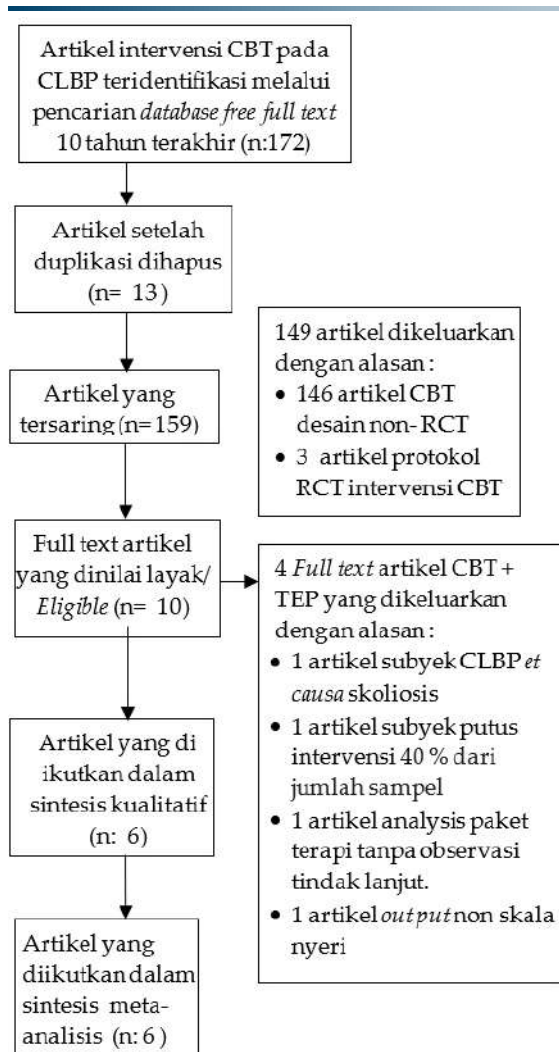 Artikel intervensi CBT pada
CLBP teridentifikasi melalui
pencarian database free full text
10 tahun terakhir (n:172)
Artikel setelah
duplikasi dihapus
(n= 13 )
Artikel yang
tersaring (n=159)
149 artikel dikeluarkan
dengan alasan :
• 146 artikel CBT
desain non- RCT
• 3 artikel protokol
RCT intervensi CBT
Full text artikel
yang dinilai layak/
Eligible (n= 10)
4 Full text artikel CBT +
TEP yang dikeluarkan
dengan alasan :
• 1 artikel subyek CLBP et
causa skoliosis
• 1 artikel subyek putus
intervensi 40 % dari
jumlah sampel
• 1 artikel analysis paket
terapi tanpa observasi
tindak lanjut.
• 1 artikel output non skala
nyeri
Artikel yang di
ikutkan dalam
sintesis kualitatif
(n: 6)
Artikel yang
diikutkan dalam
sintesis meta-
analisis (n: 6 )